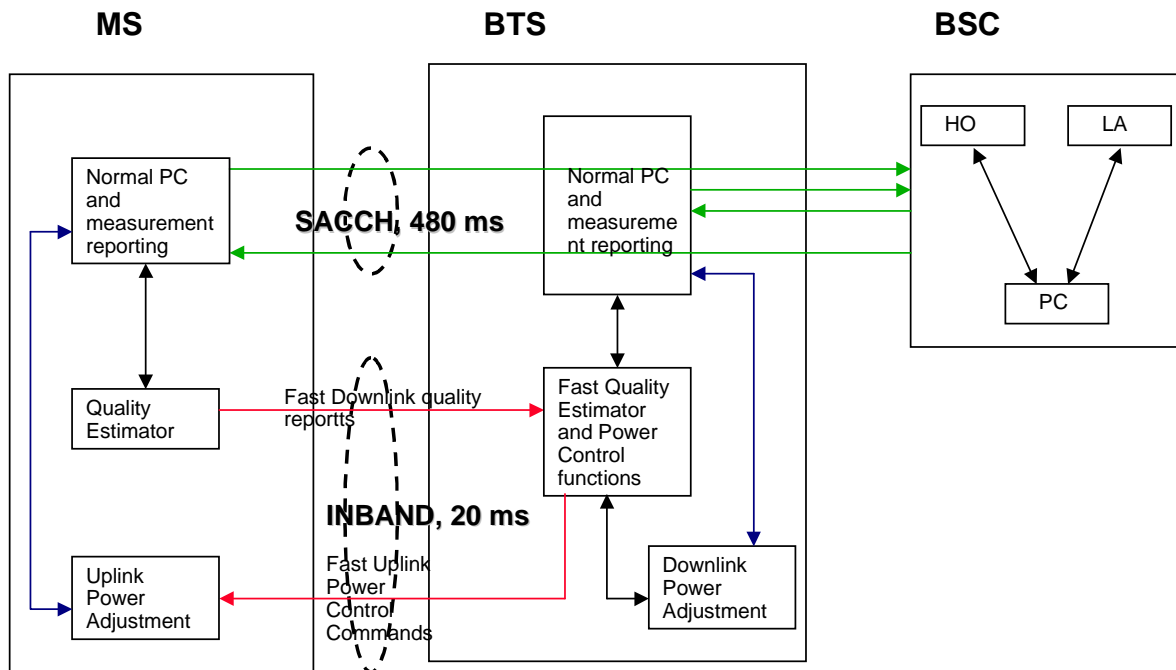 MS
BTS
BSC
HO
LA
PC
Normal PC
and
measurement
reporting
SACCH, 480 ms
Normal PC
and
measureme
nt reporting
Quality
Estimator
Fast Downlink quality
reportts
Fast Quality
Estimator
and Power
Control
functions
INBAND, 20 ms
Uplink
Power
Adjustment
Fast Uplink
Power
Control
Commands
Downlink
Power
Adjustment